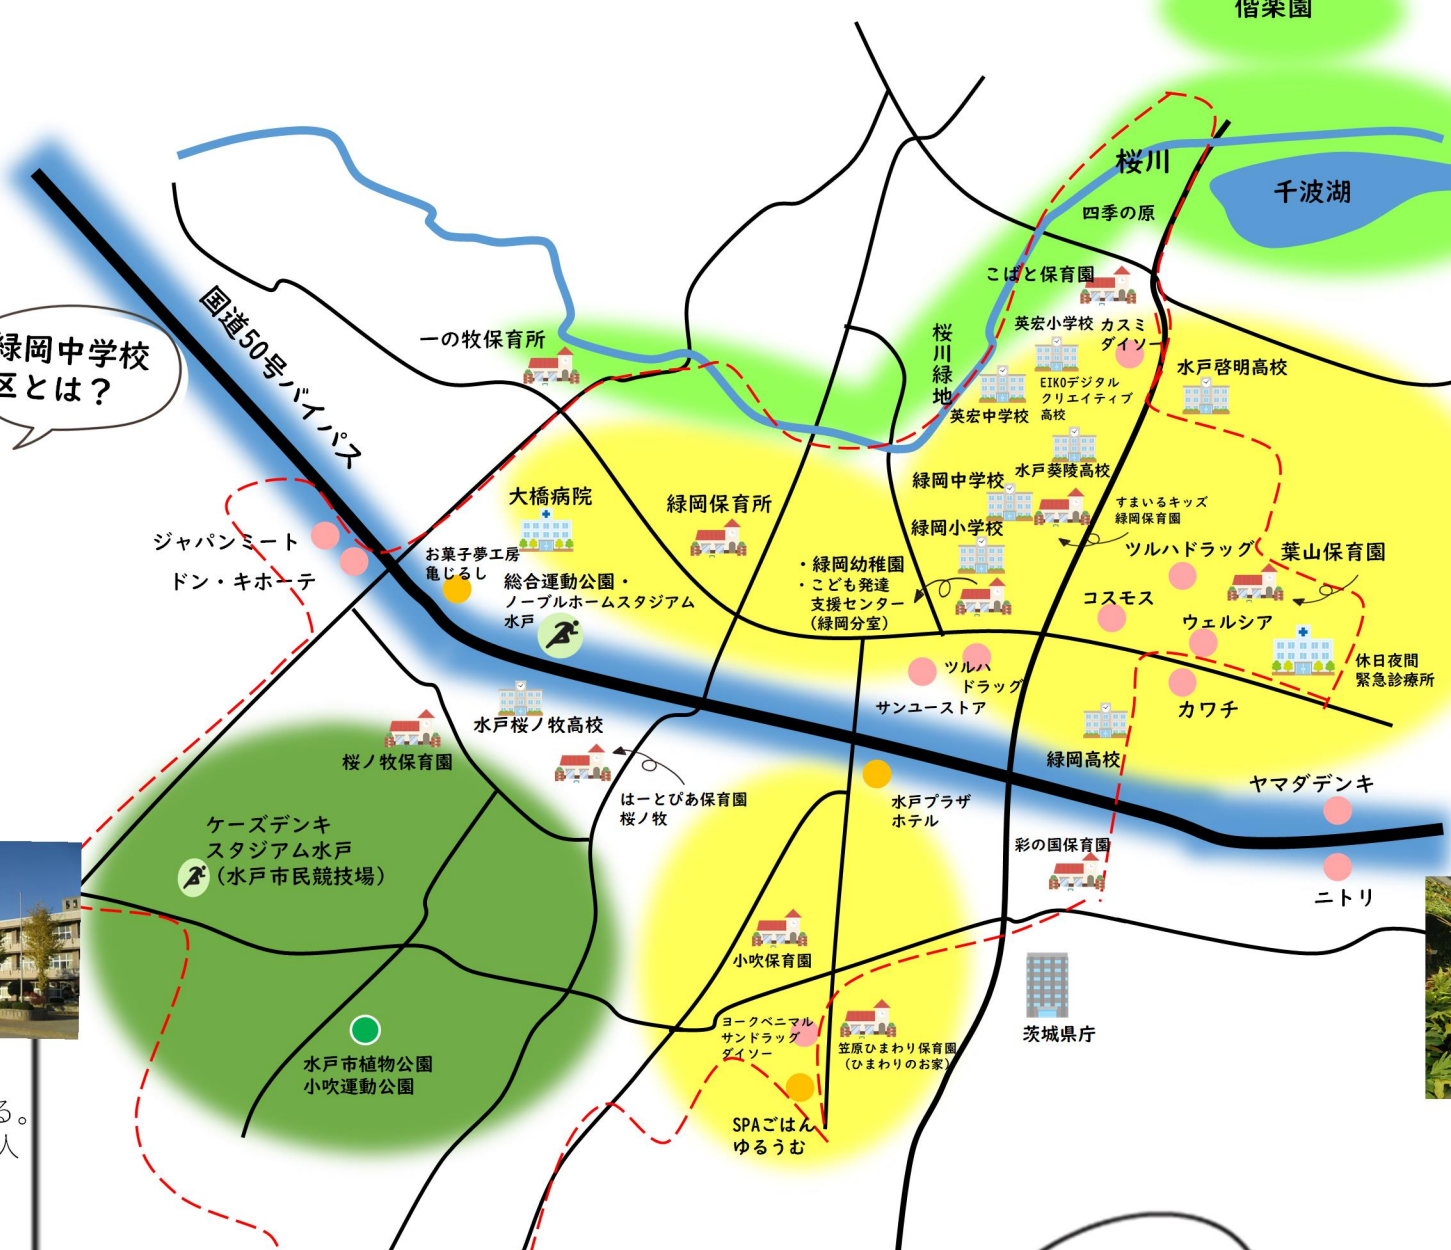 偕楽園
桜川
千波湖
四季の原
こばと保育園
国道50号バイパス
緑岡中学校
区とは？
一の牧保育所
桜川緑地
英宏小学校
カスミ
ダイソー
水戸啓明高校
EIKOデジタル
クリエイティブ
高校
英宏中学校
水戸葵陵高校
緑岡中学校
すまいるキッズ
緑岡保育園
大橋病院
緑岡保育所
緑岡小学校
ジャパンミート
ドン・キホーテ
お菓子夢工房
亀じるし
総合運動公園・
ノーブルホームスタジアム
水戸
・緑岡幼稚園
・こども発達
支援センター
（緑岡分室）
ツルハドラッグ
葉山保育園
コスモス
ウェルシア
休日夜間
緊急診療所
ツルハ
ドラッグ
サンユーストア
カワチ
水戸桜ノ牧高校
桜ノ牧保育園
緑岡高校
はーとぴあ保育園
桜ノ牧
水戸プラザ
ホテル
ヤマダデンキ
ケーズデンキ
スタジアム水戸
（水戸市民競技場）
彩の国保育園
ニトリ
小吹保育園
茨城県庁
ヨークベニマル
サンドラッグ
ダイソー
笠原ひまわり保育園
（ひまわりのお家）
水戸市植物公園
小吹運動公園
SPAごはん
ゆるうむ
る。
人